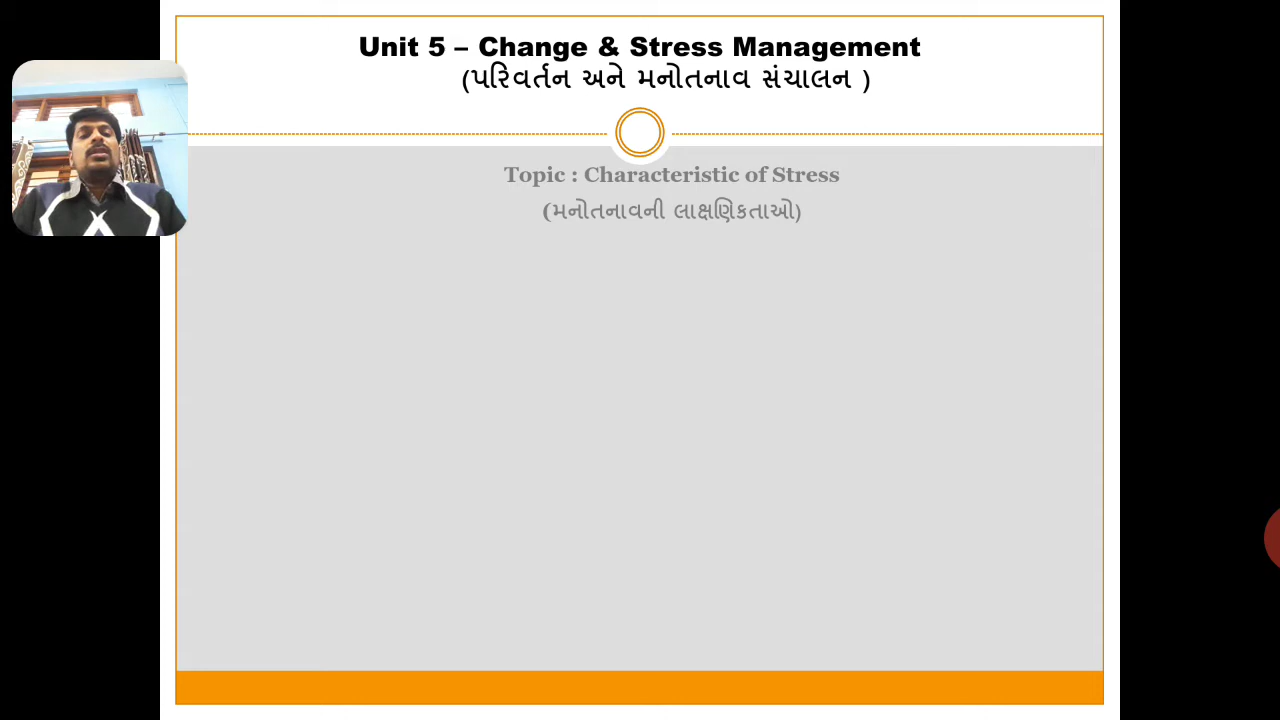 Unit 5 – Change & Stress Management
(પરિવર્તન અને મનોતનાવ સંચાલન )
Topic : Characteristic of Stress
(મનોતનાવની લાક્ષણિકતાઓ)